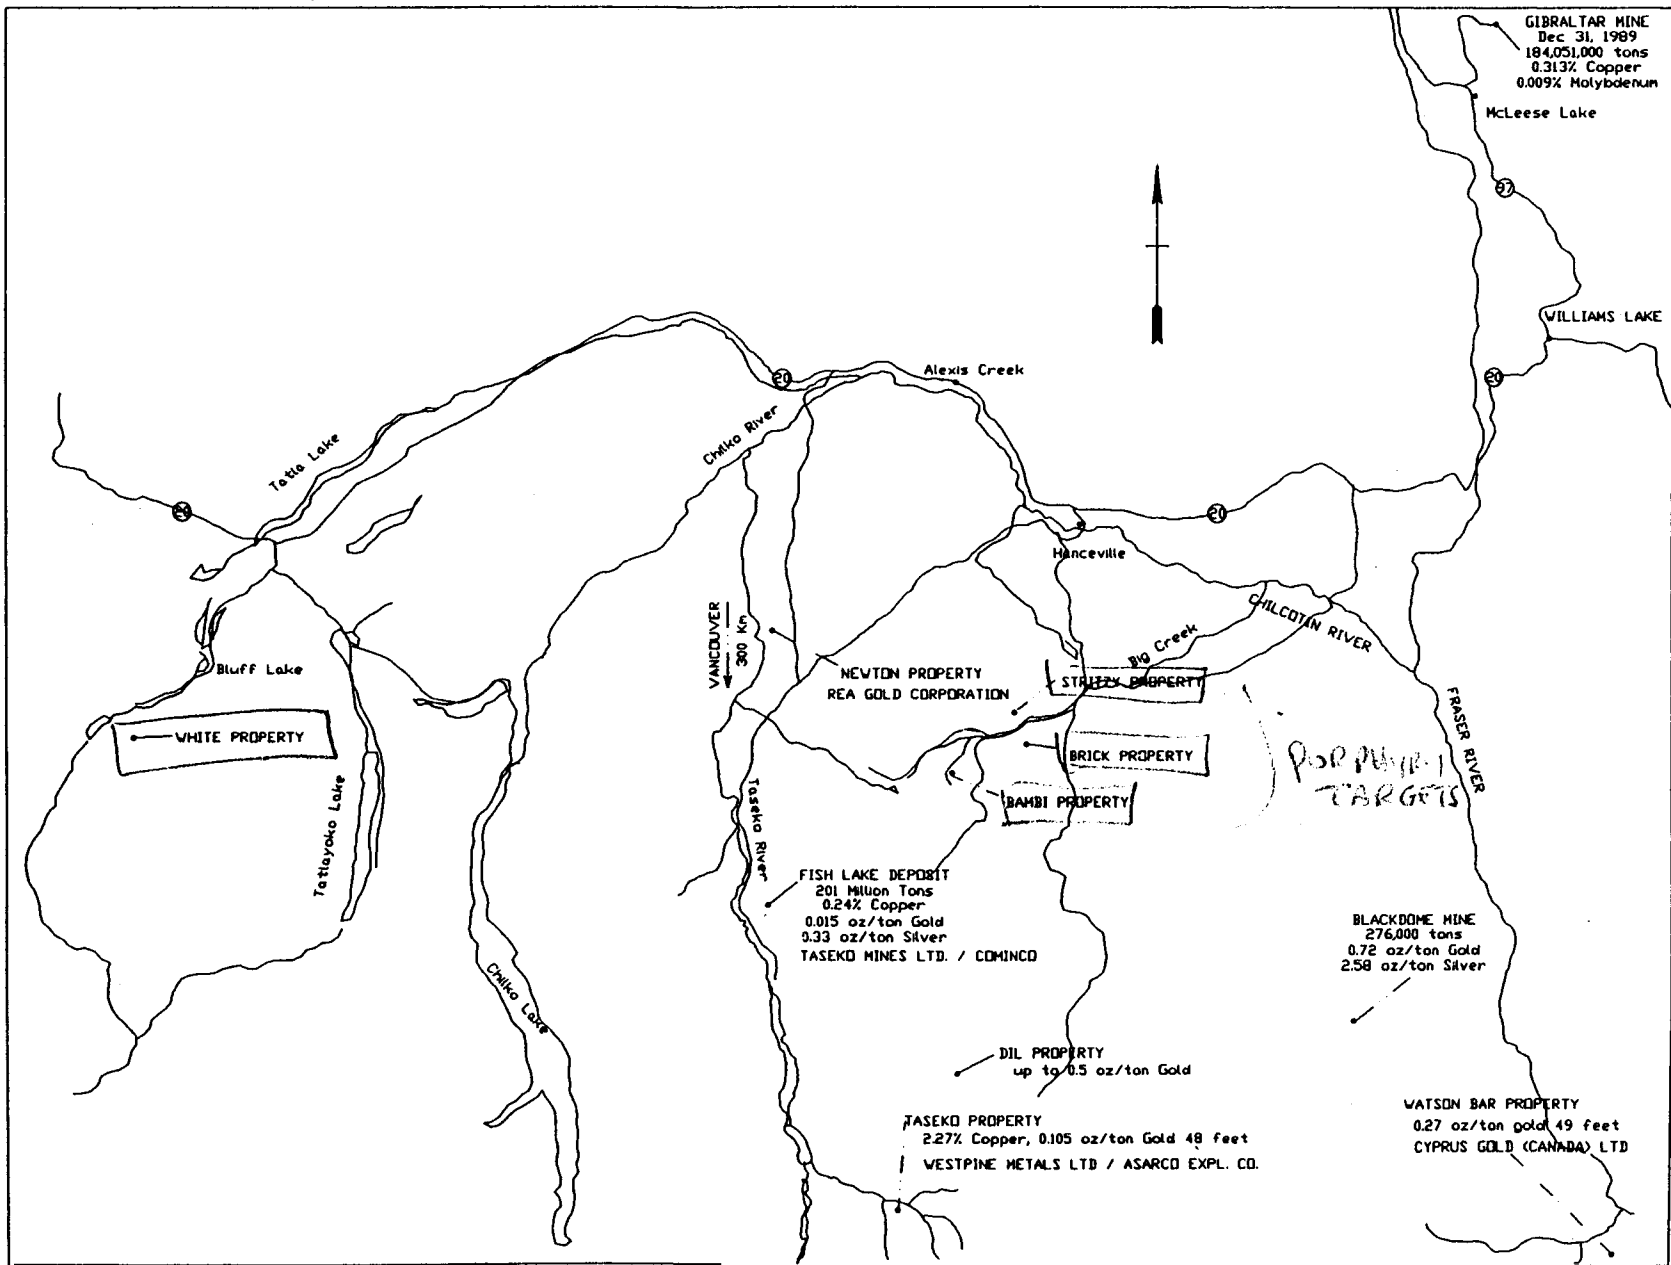 GIBRALTAR MINE
Dec 31, 1989
184,051,000 tons
0.313% Copper
0.009% Molybdenum
McLeese Lake
97
WILLIAMS LAKE
20
Alexis Creek
20
Chilko River
Tatla Lake
20
20
Hanceville
CHILCOTIN RIVER
Big Creek
VANCOUVER
300 Km
Bluff Lake
NEWTON PROPERTY
REA GOLD CORPORATION
STRITZY PROPERTY
WHITE PROPERTY
BRICK PROPERTY
BAMBI PROPERTY
PORPHYRY
TARGETS
FRASER RIVER
Tatlayoko Lake
Taseko River
FISH LAKE DEPOSIT
201 Million Tons
0.24% Copper
0.015 oz/ton Gold
0.33 oz/ton Silver
TASEKO MINES LTD. / COMINCO
BLACKDOME MINE
276,000 tons
0.72 oz/ton Gold
2.58 oz/ton Silver
Chilko Lake
DIL PROPERTY
up to 0.5 oz/ton Gold
TASEKO PROPERTY
2.27% Copper, 0.105 oz/ton Gold 48 feet
WESTPINE METALS LTD / ASARCO EXPL. CO.
WATSON BAR PROPERTY
0.27 oz/ton gold 49 feet
CYPRUS GOLD (CANADA) LTD